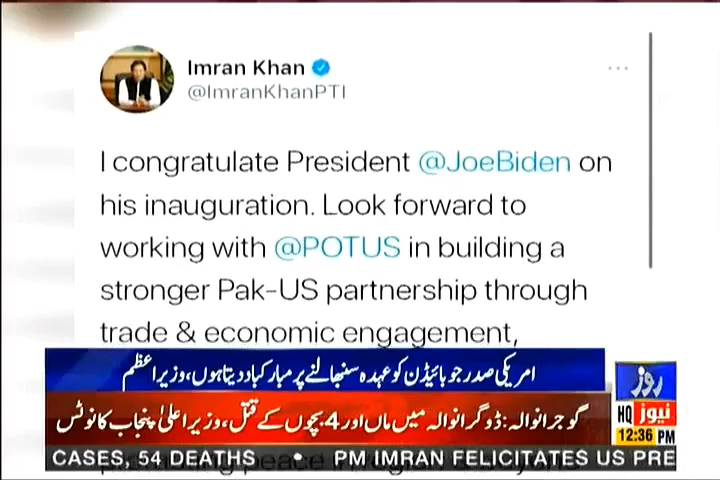 Imran Khan
@ImranKhanPTI
I congratulate President @JoeBiden on
his inauguration. Look forward to
working with @POTUS in building a
stronger Pak-US partnership through
trade & economic engagement,
امریکی صدر جو بائیڈن کو عہدہ سنبھالنے پر مبارکباد دیتا ہوں، وزیراعظم
گوجرانوالہ: ڈوگرانوالہ میں ماں اور 4 بچوں کے قتل، وزیراعلیٰ پنجاب کا نوٹس
روز
HQ نیوز
12:36 PM
CASES, 54 DEATHS • PM IMRAN FELICITATES US PRE